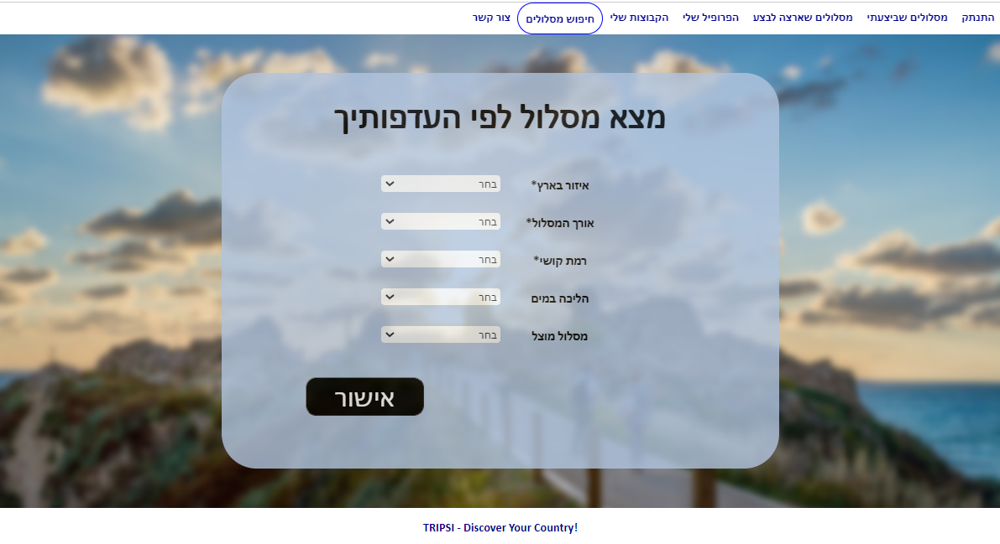 התנתק מסלולים שביצעתי מסלולים שארצה לבצע הפרופיל שלי הקבוצות שלי חיפוש מסלולים צור קשר
מצא מסלול לפי העדפותיך
איזור בארץ* בחר
אורך המסלול* בחר
רמת קושי* בחר
הליכה במים בחר
מסלול מוצל בחר
אישור
TRIPSI - Discover Your Country!